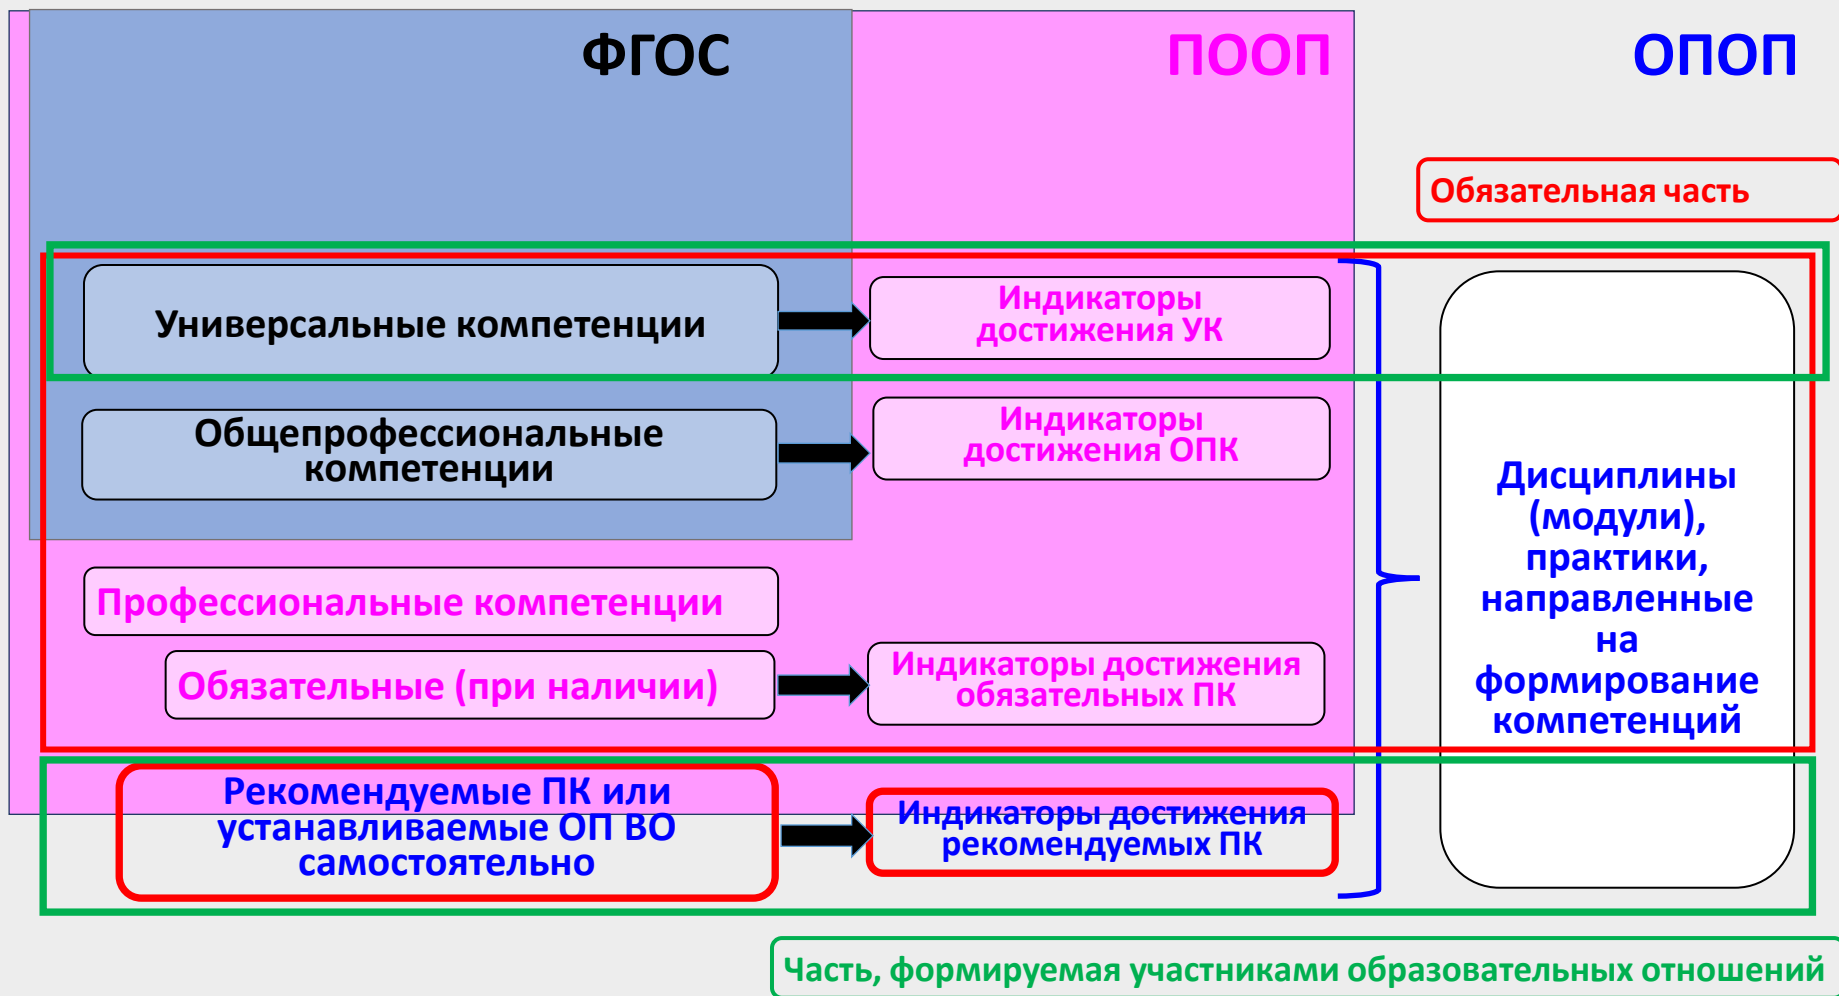 ФГОС
ПООП
ОПОП
Обязательная часть
Универсальные компетенции
Индикаторы
достижения УК
Общепрофессиональные
компетенции
Индикаторы
достижения ОПК
Профессиональные компетенции
Обязательные (при наличии)
Индикаторы достижения
обязательных ПК
Рекомендуемые ПК или
устанавливаемые ОП ВО
самостоятельно
Индикаторы достижения
рекомендуемых ПК
Дисциплины
(модули),
практики,
направленные
на
формирование
компетенций
Часть, формируемая участниками образовательных отношений